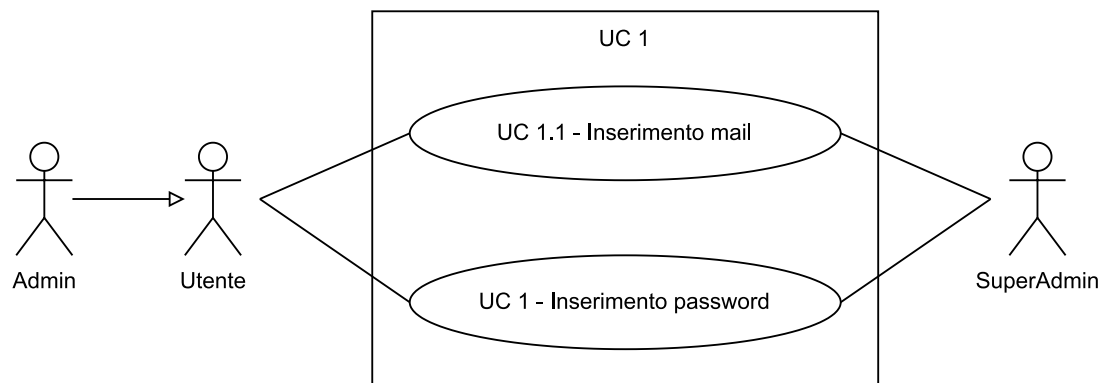 UC 1
UC 1.1 - Inserimento mail
Admin
Utente
SuperAdmin
UC 1 - Inserimento password